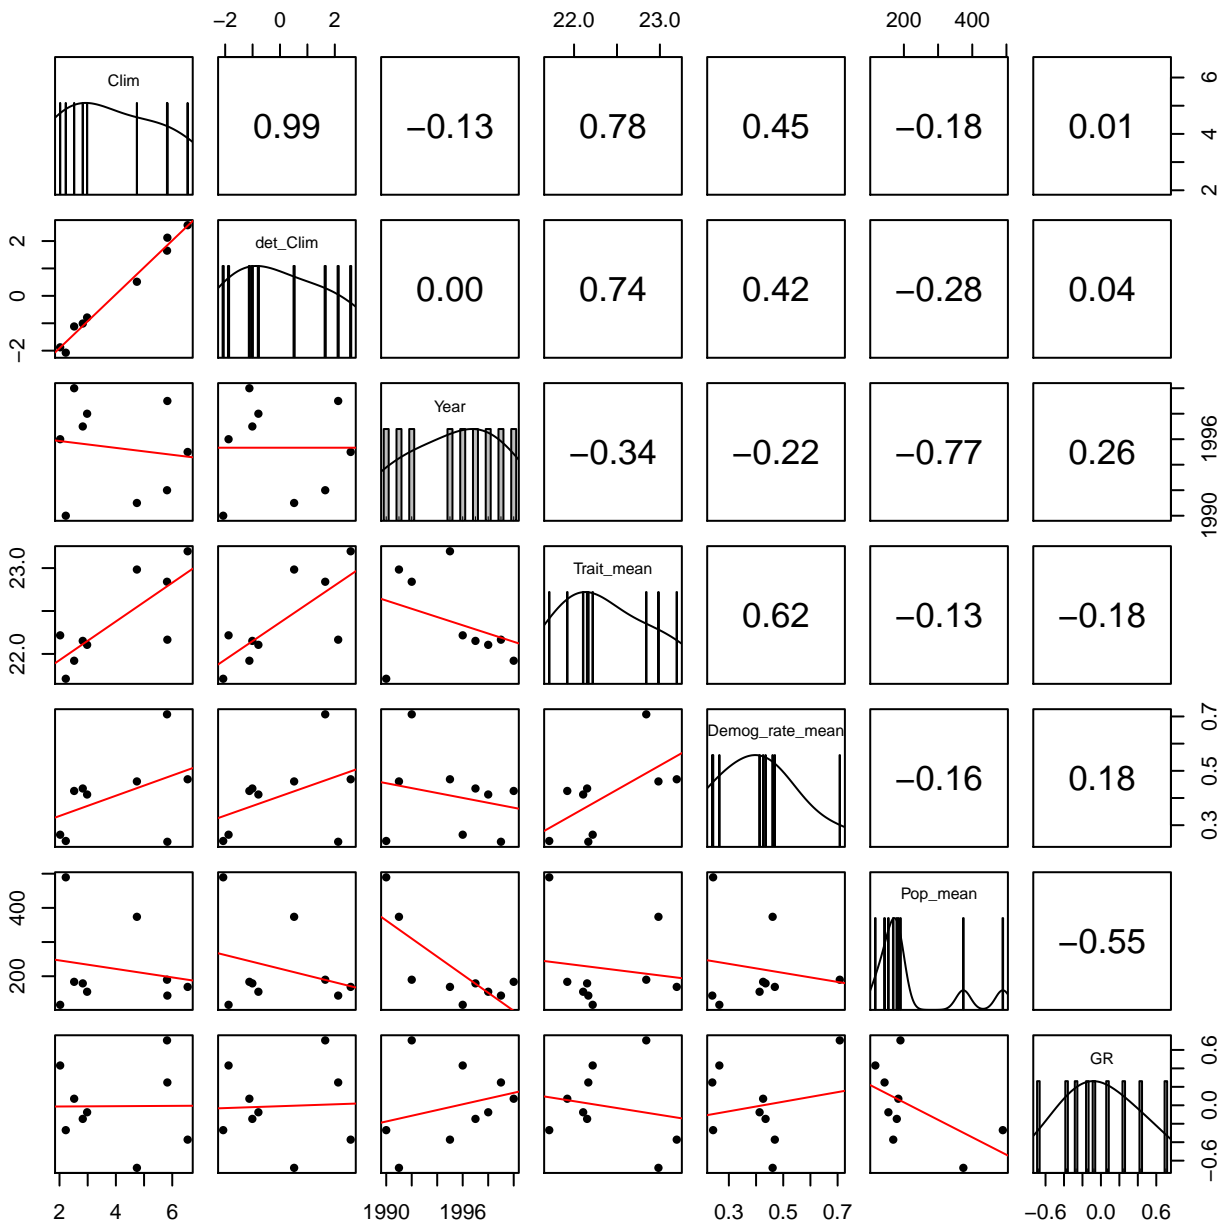 −2 0 2 22.0 23.0 200 400
Clim 0.99 −0.13 0.78 0.45 −0.18 0.01 2 4 6
−2 0 2 det_Clim 0.00 0.74 0.42 −0.28 0.04
Year −0.34 −0.22 −0.77 0.26 1990 1996
22.0 23.0 Trait_mean 0.62 −0.13 −0.18
Demog_rate_mean −0.16 0.18 0.3 0.5 0.7
200 400 Pop_mean −0.55
GR −0.6 0.0 0.6
2 4 6 1990 1996 0.3 0.5 0.7 −0.6 0.0 0.6